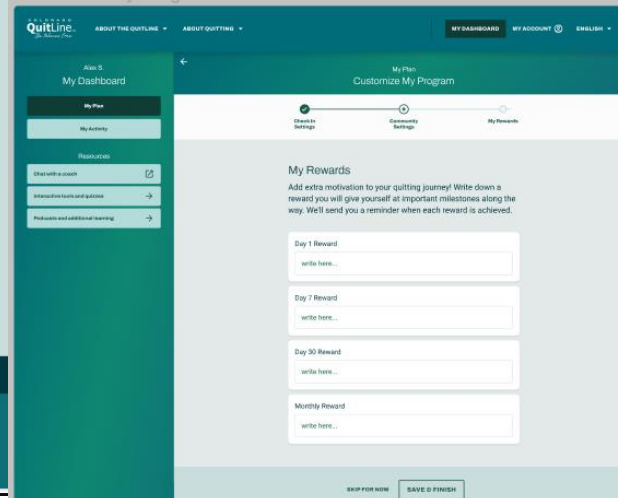 COLORADO
QuitLine
Be Tobacco Free
ABOUT THE QUITLINE
ABOUT QUITTING
MY DASHBOARD
MY ACCOUNT
ENGLISH
Alex S.
My Dashboard
My Plan
My Activity
Resources
Chat with a coach
Interactive tools and quizzes
Podcasts and additional learning
My Plan
Customize My Program
Check In
Settings
Community
Settings
My Rewards
My Rewards
Add extra motivation to your quitting journey! Write down a
reward you will give yourself at important milestones along the
way. We'll send you a reminder when each reward is achieved.
Day 1 Reward
write here...
Day 7 Reward
write here...
Day 30 Reward
write here...
Monthly Reward
write here...
SKIP FOR NOW
SAVE & FINISH